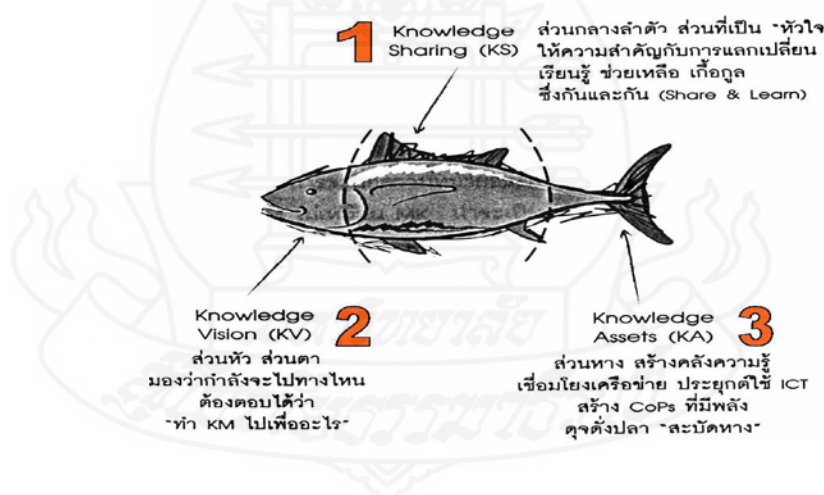 1
Knowledge
Sharing (KS)
ส่วนกลางลำตัว ส่วนที่เป็น "หัวใจ
ให้ความสำคัญกับการแลกเปลี่ยน
เรียนรู้ ช่วยเหลือ เกื้อกูล
ซึ่งกันและกัน (Share & Learn)
Knowledge
Vision (KV)
2
ส่วนหัว ส่วนตา
มองว่ากำลังจะไปทางไหน
ต้องตอบได้ว่า
"ทำ KM ไปเพื่ออะไร"
Knowledge
Assets (KA)
3
ส่วนหาง สร้างคลังความรู้
เชื่อมโยงเครือข่าย ประยุกต์ใช้ ICT
สร้าง CoPs ที่มีพลัง
ดุจดั่งปลา "สะบัดหาง"